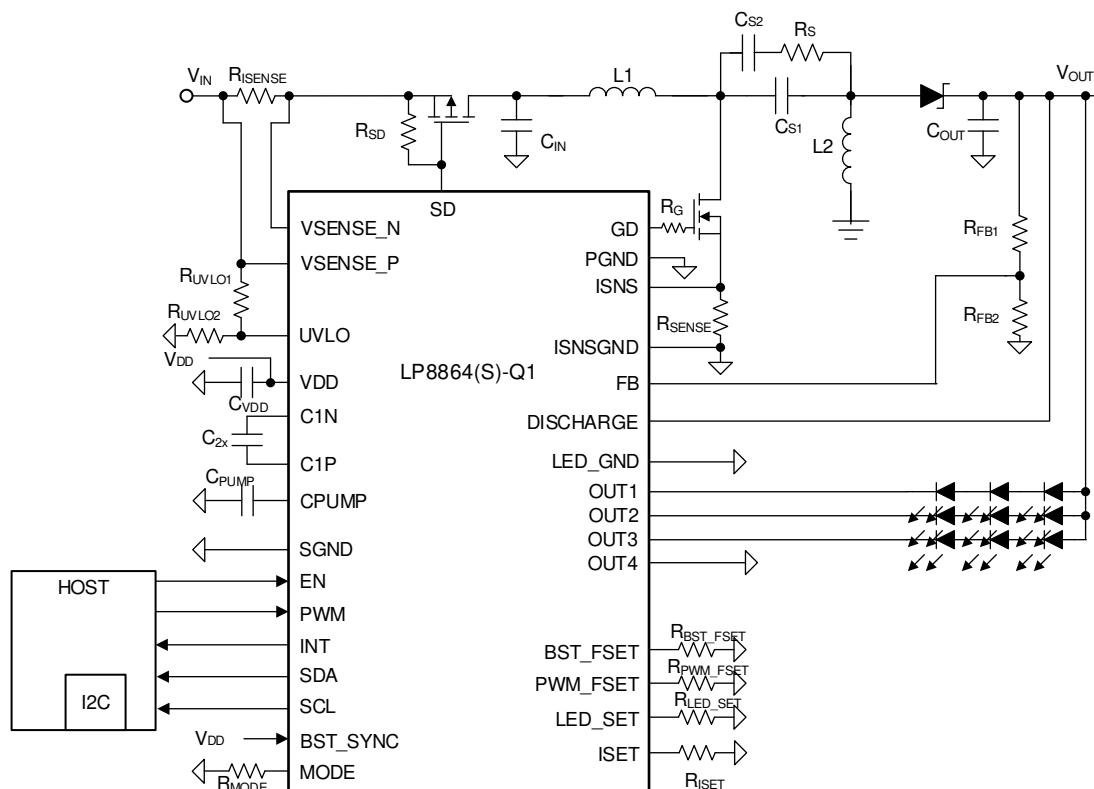 CS2
RS
VIN
RISENSE
L1
VOUT
RSD
CIN
CS1
L2
COUT
SD
RG
VSENSE_N
GD
RFB1
VSENSE_P
PGND
RUVLO1
ISNS
RUVLO2
RSENSE
RFB2
UVLO
ISNSGND
VDD
LP8864(S)-Q1
VDD
FB
CVDD
C1N
DISCHARGE
C2x
C1P
LED_GND
CPUMP
CPUMP
OUT1
OUT2
SGND
OUT3
OUT4
HOST
EN
PWM
RBST_FSET
INT
BST_FSET
RPWM_FSET
SDA
PWM_FSET
I2C
RLED_SET
SCL
LED_SET
VDD
BST_SYNC
ISET
MODE
RMODE
RISET